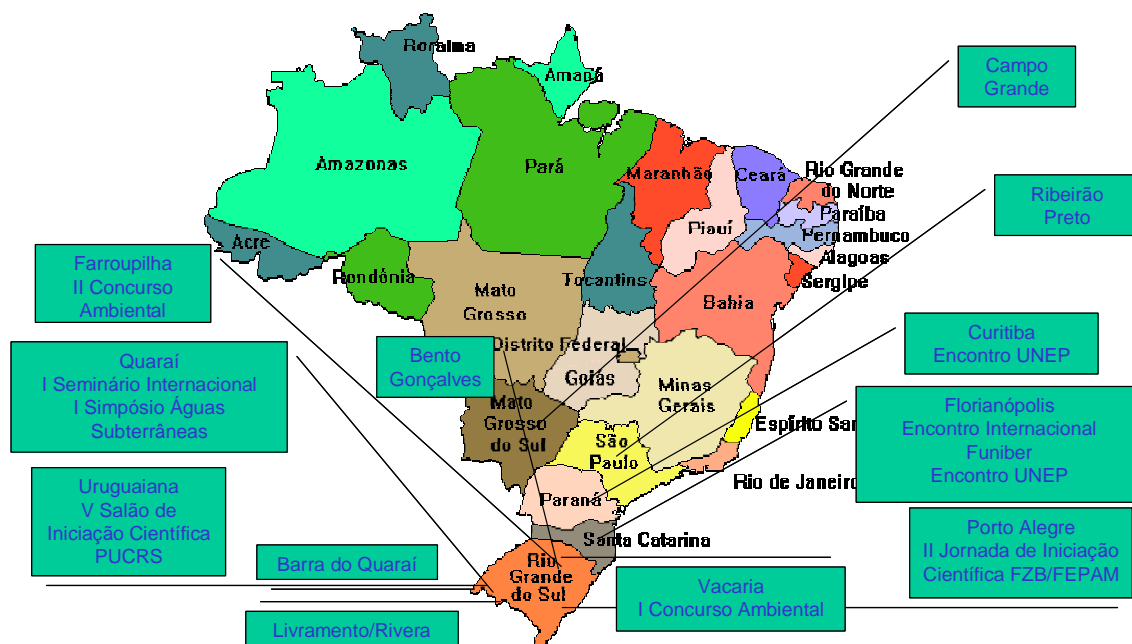 Roraima
Amapá
Campo
Grande
Amazonas
Pará
Maranhão
Ceará
Rio Grande
do Norte
Paraíba
Piauí
Pernambuco
Alagoas
Sergipe
Ribeirão
Preto
Acre
Rondônia
Tocantins
Mato
Grosso
Bahia
Farroupilha
II Concurso
Ambiental
Distrito Federal
Goiás
Minas
Gerais
Bento
Gonçalves
Curitiba
Encontro UNEP
Quaraí
I Seminário Internacional
I Simpósio Águas
Subterrâneas
Mato
Grosso
do Sul
São
Paulo
Espírito San
Rio de Janeiro
Florianópolis
Encontro Internacional
Funiber
Encontro UNEP
Uruguaiana
V Salão de
Iniciação Científica
PUCRS
Paraná
Santa Catarina
Porto Alegre
II Jornada de Iniciação
Científica FZB/FEPAM
Barra do Quaraí
Rio
Grande
do Sul
Vacaria
I Concurso Ambiental
Livramento/Rivera